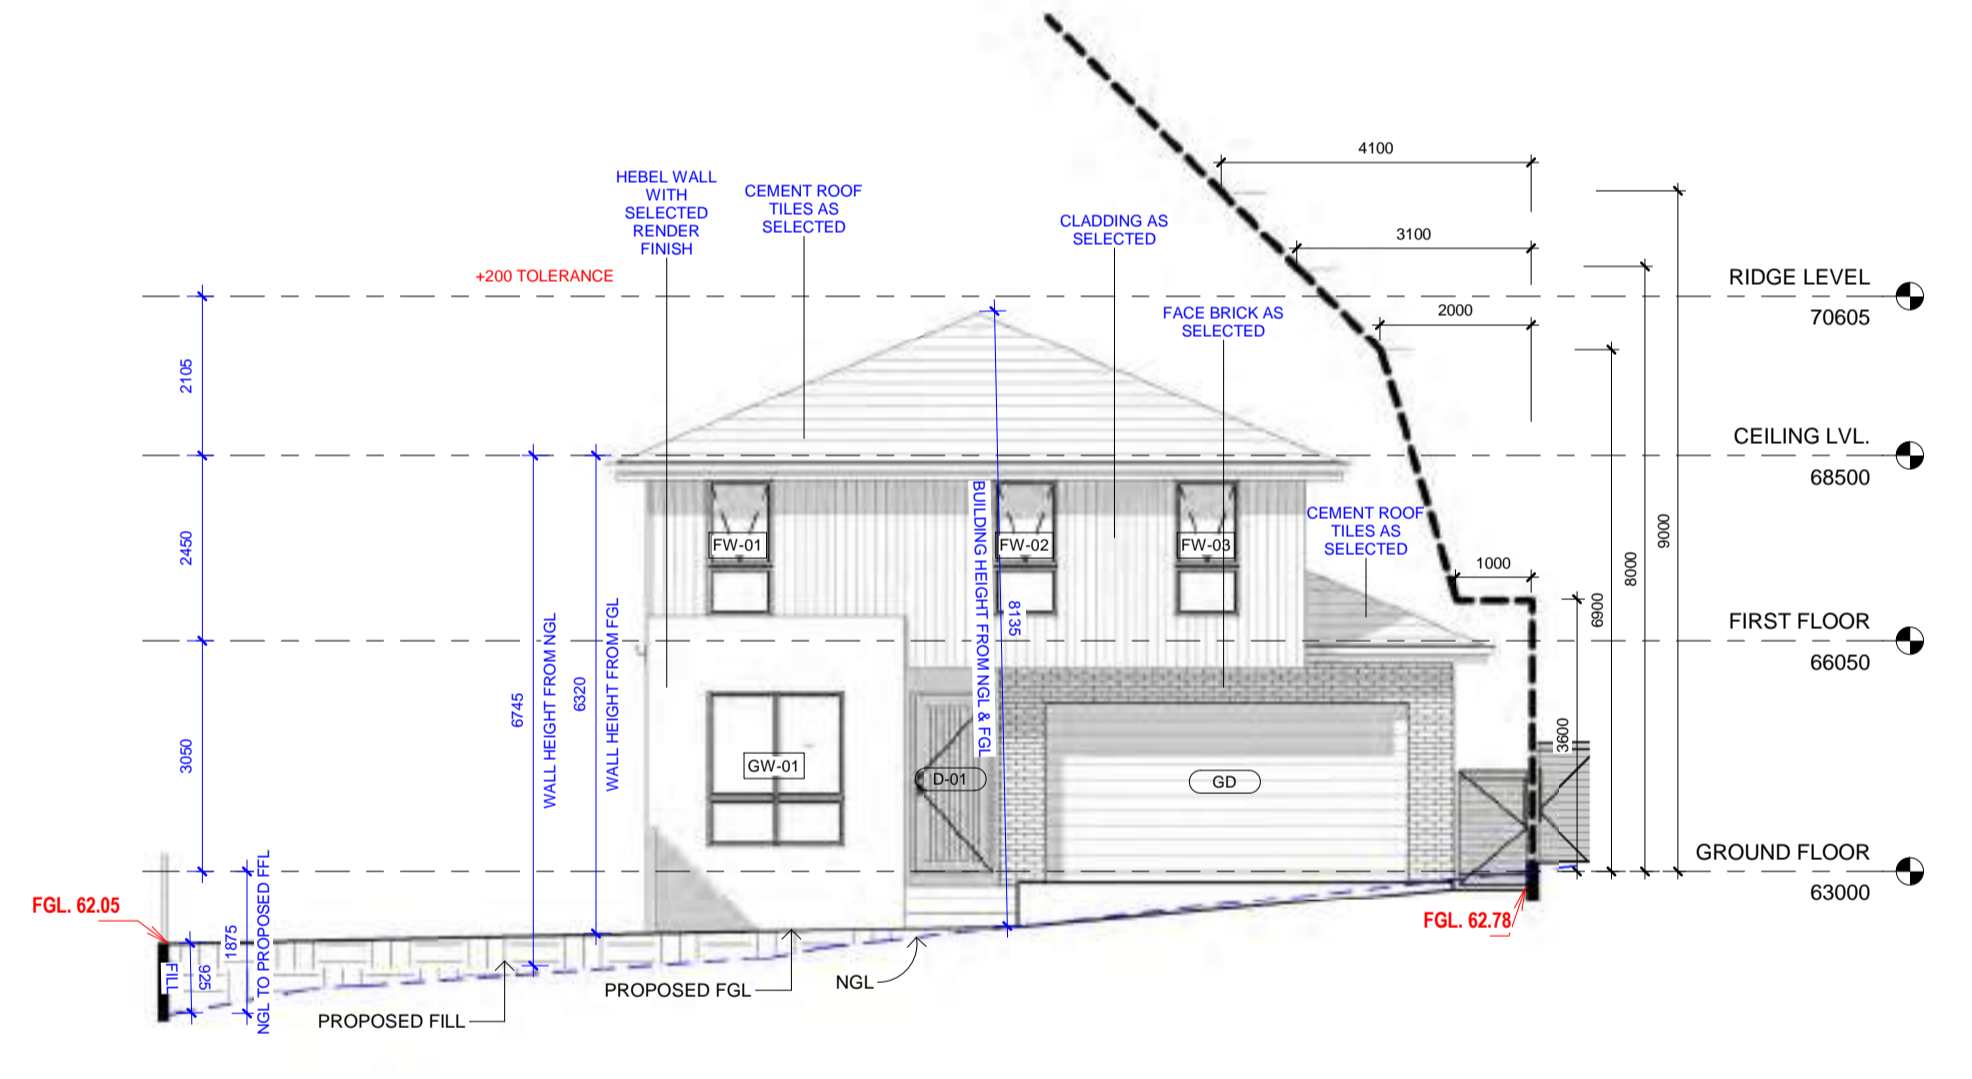 4100
3100
2000
1000
HEBEL WALL
WITH
SELECTED
RENDER
FINISH
CEMENT ROOF
TILES AS
SELECTED
CLADDING AS
SELECTED
FACE BRICK AS
SELECTED
+200 TOLERANCE
RIDGE LEVEL
70605
CEILING LVL.
68500
FIRST FLOOR
66050
GROUND FLOOR
63000
2105
2450
3050
CEMENT ROOF
TILES AS
SELECTED
FW-01
FW-02
FW-03
GW-01
D-01
GD
6745
WALL HEIGHT FROM NGL
6320
WALL HEIGHT FROM FGL
BUILDING HEIGHT FROM NGL & FGL
8135
3600
6900
8000
9000
FGL. 62.05
FGL. 62.78
FILL
925
1875
NGL TO PROPOSED FFL
PROPOSED FILL
PROPOSED FGL
NGL